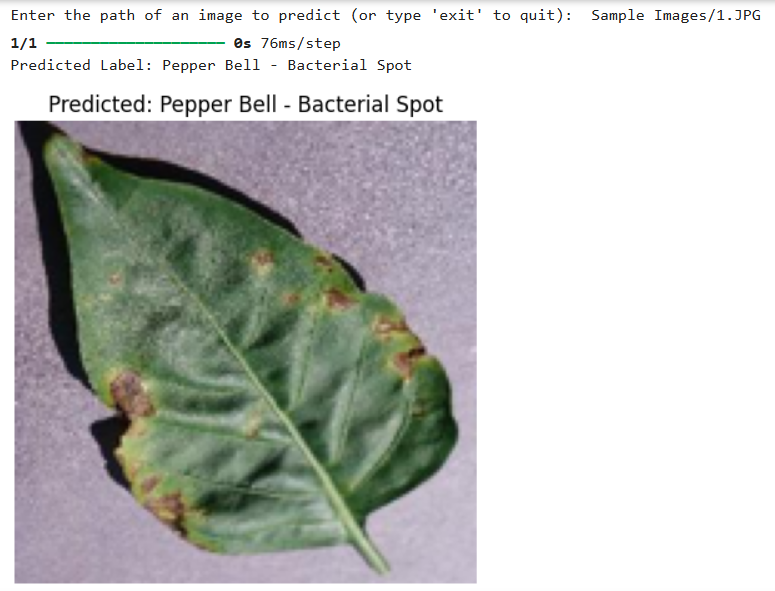 Enter the path of an image to predict (or type 'exit' to quit):  Sample Images/1.JPG
1/1 ━━━━━━━━━━━━━━━━━━━━ 0s 76ms/step
Predicted Label: Pepper Bell - Bacterial Spot
Predicted: Pepper Bell - Bacterial Spot